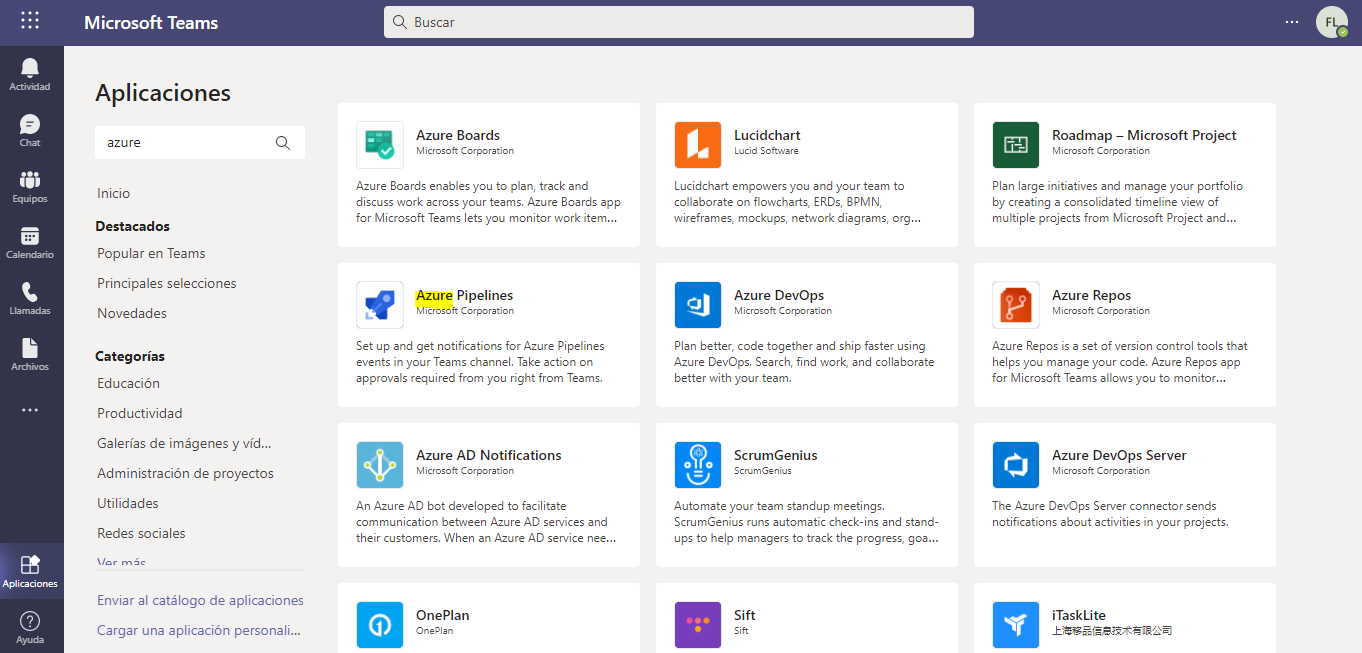 Microsoft Teams
Buscar
FL
Actividad
Chat
Equipos
Calendario
Llamadas
Archivos
Aplicaciones
Ayuda
Aplicaciones
azure
Inicio
Destacados
Popular en Teams
Principales selecciones
Novedades
Categorías
Educación
Productividad
Galerías de imágenes y víd...
Administración de proyectos
Utilidades
Redes sociales
Ver más
Enviar al catálogo de aplicaciones
Cargar una aplicación personali...
Azure Boards
Microsoft Corporation
Azure Boards enables you to plan, track and
discuss work across your teams. Azure Boards app
for Microsoft Teams lets you monitor work item...
Lucidchart
Lucid Software
Lucidchart empowers you and your team to
collaborate on flowcharts, ERDs, BPMN,
wireframes, mockups, network diagrams, org...
Roadmap – Microsoft Project
Microsoft Corporation
Plan large initiatives and manage your portfolio
by creating a consolidated timeline view of
multiple projects from Microsoft Project and...
Azure Pipelines
Microsoft Corporation
Set up and get notifications for Azure Pipelines
events in your Teams channel. Take action on
approvals required from you right from Teams.
Azure DevOps
Microsoft Corporation
Plan better, code together and ship faster using
Azure DevOps. Search, find work, and collaborate
better with your team.
Azure Repos
Microsoft Corporation
Azure Repos is a set of version control tools that
helps you manage your code. Azure Repos app
for Microsoft Teams allows you to monitor...
Azure AD Notifications
Microsoft Corporation
An Azure AD bot developed to facilitate
communication between Azure AD services and
their customers. When an Azure AD service nee...
ScrumGenius
ScrumGenius
Automate your team standup meetings.
ScrumGenius runs automatic check-ins and stand-
ups to help managers to track the progress, goa...
Azure DevOps Server
Microsoft Corporation
The Azure DevOps Server connector sends
notifications about activities in your projects.
OnePlan
OnePlan
Sift
Sift
iTaskLite
上海移品信息技术有限公司